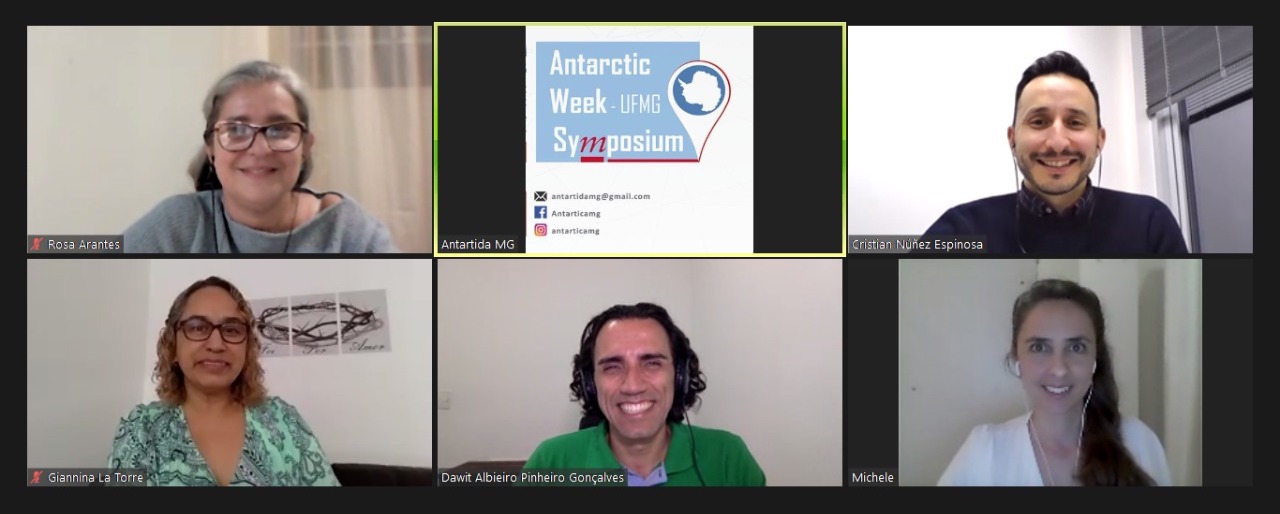 Antarctic
Week - UFMG
Symposium
antartidamg@gmail.com
Antarticamg
antarticamg
Rosa Arantes
Antartida MG
Cristian Núñez Espinosa
Por Amor
Giannina La Torre
Dawit Albieiro Pinheiro Gonçalves
Michele